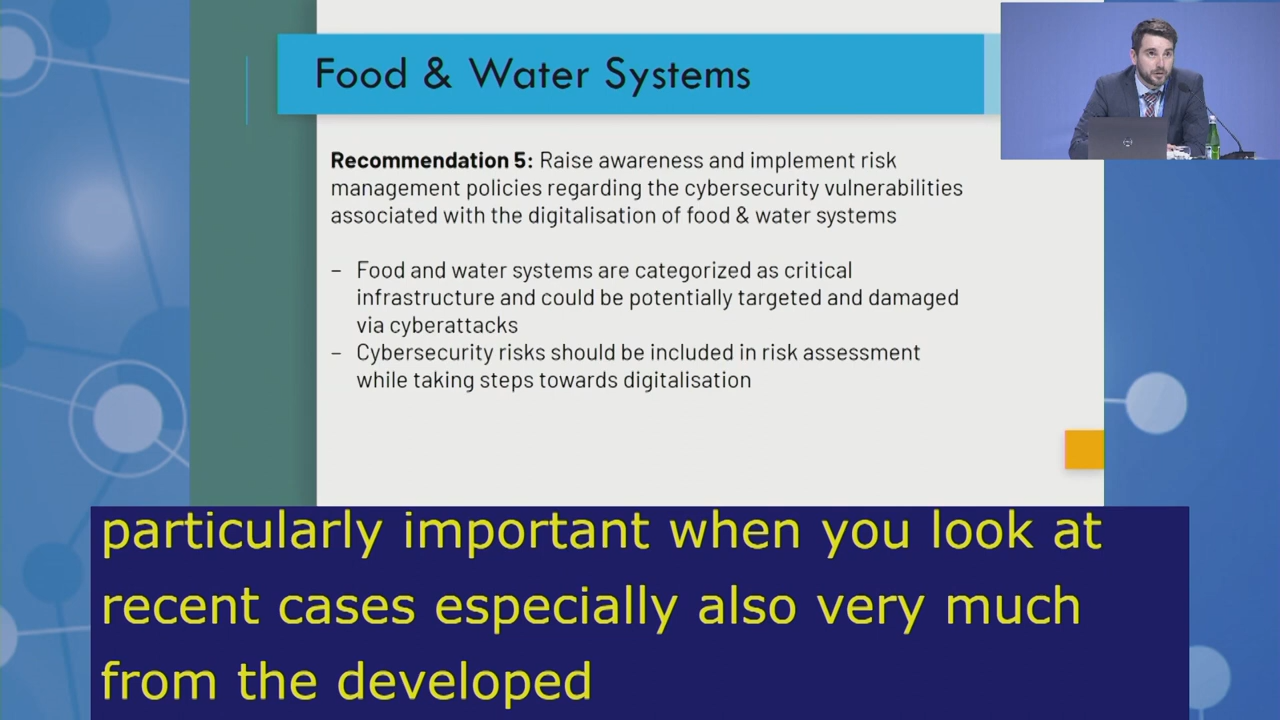 Food & Water Systems
Recommendation 5: Raise awareness and implement risk
management policies regarding the cybersecurity vulnerabilities
associated with the digitalisation of food & water systems
– Food and water systems are categorized as critical
infrastructure and could be potentially targeted and damaged
via cyberattacks
– Cybersecurity risks should be included in risk assessment
while taking steps towards digitalisation
particularly important when you look at
recent cases especially also very much
from the developed